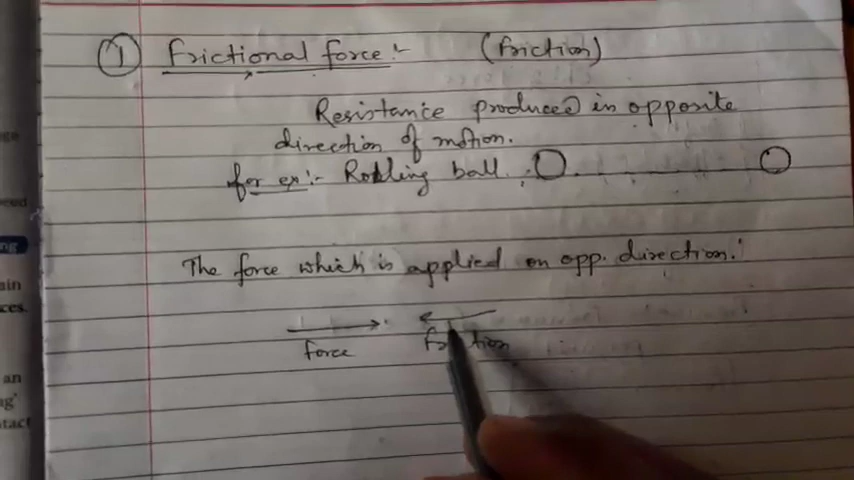 ① Frictional force :- (friction)
Resistance produced in opposite
direction of motion.
for ex :- Rolling ball.
The force which is applied on opp. direction.
force friction